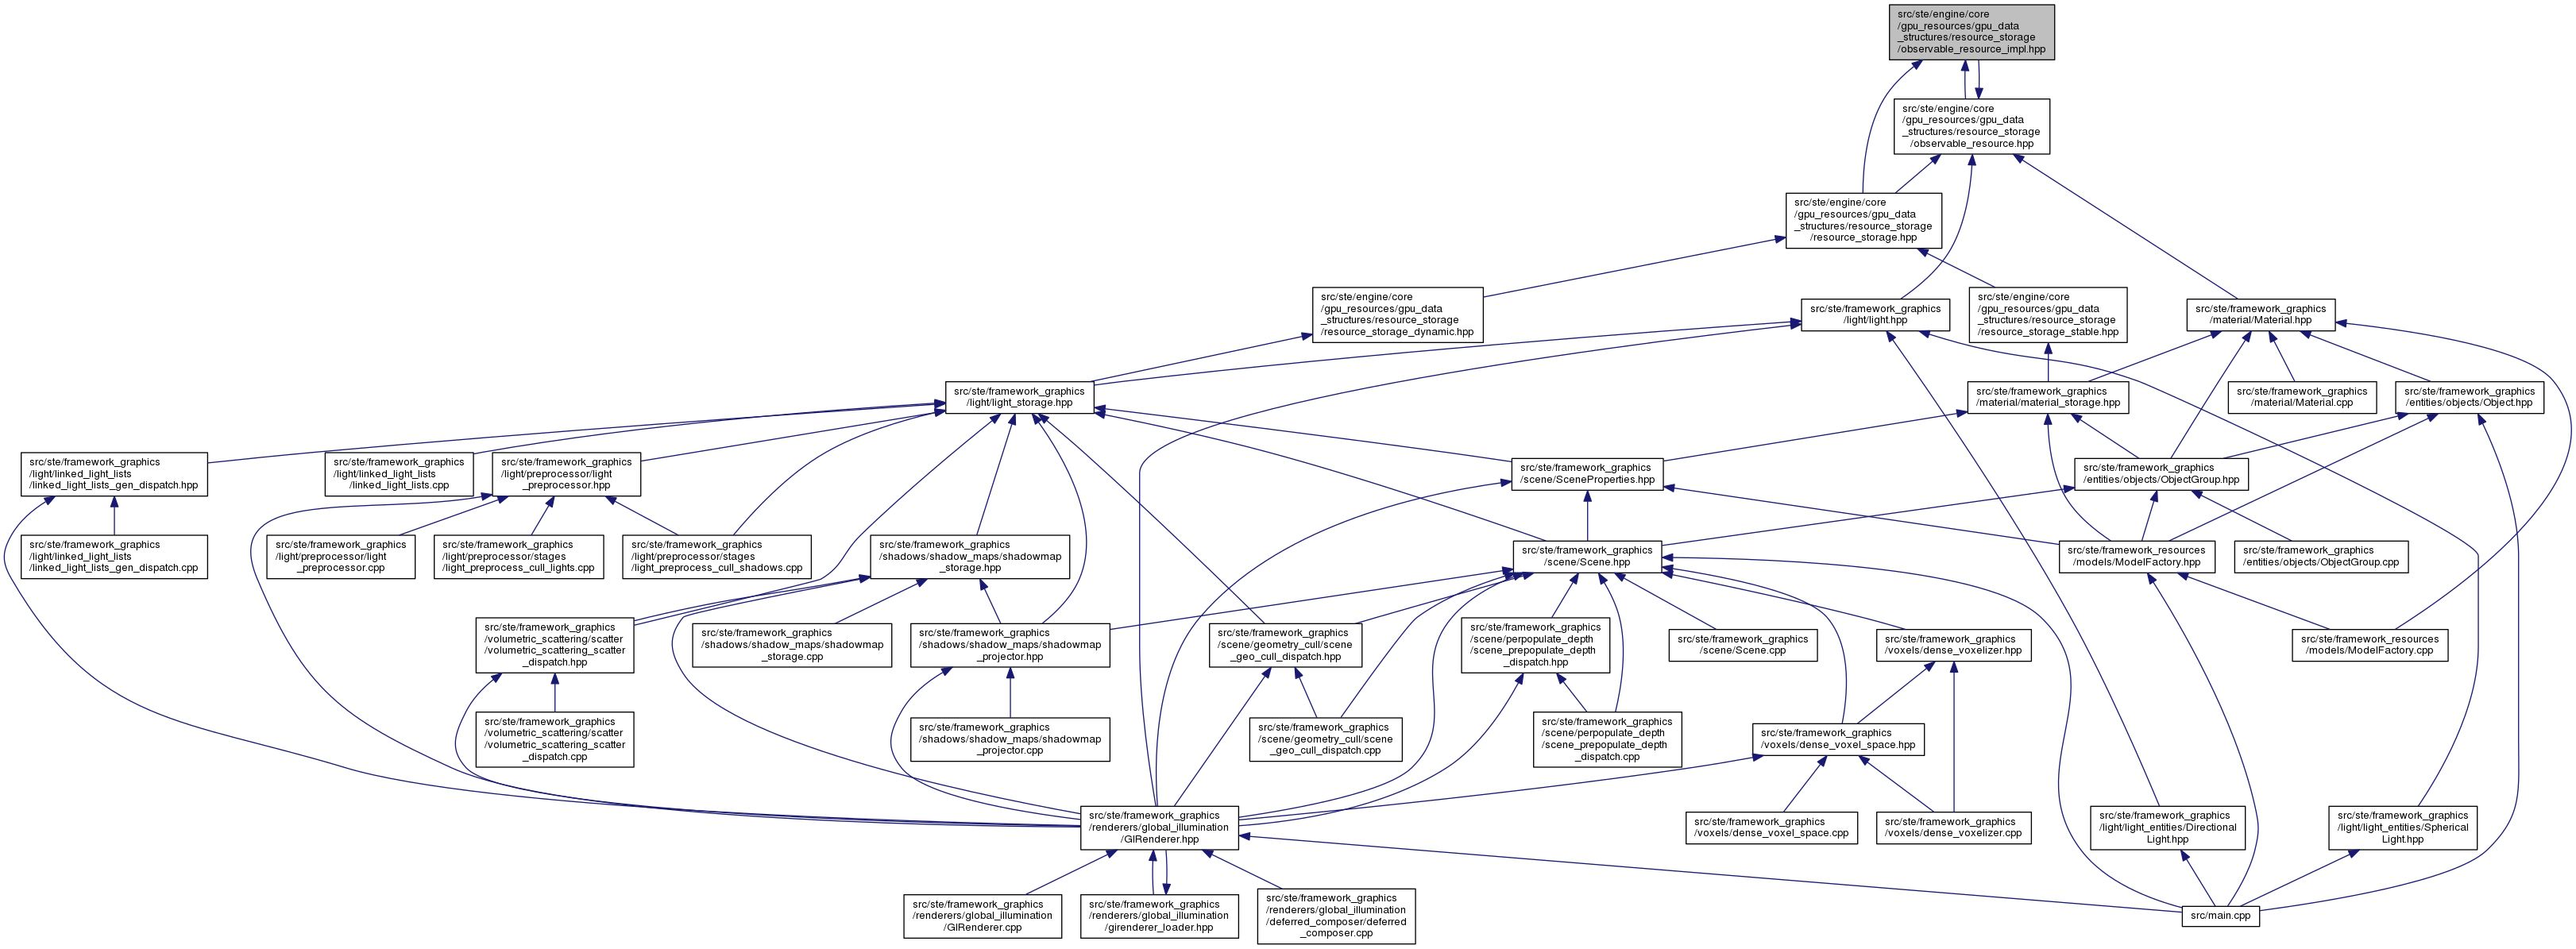 src/ste/engine/core
/gpu_resources/gpu_data
_structures/resource_storage
/observable_resource_impl.hpp
src/ste/engine/core
/gpu_resources/gpu_data
_structures/resource_storage
/observable_resource.hpp
src/ste/engine/core
/gpu_resources/gpu_data
_structures/resource_storage
/resource_storage.hpp
src/ste/engine/core
/gpu_resources/gpu_data
_structures/resource_storage
/resource_storage_dynamic.hpp
src/ste/framework_graphics
/light/light.hpp
src/ste/engine/core
/gpu_resources/gpu_data
_structures/resource_storage
/resource_storage_stable.hpp
src/ste/framework_graphics
/material/Material.hpp
src/ste/framework_graphics
/light/light_storage.hpp
src/ste/framework_graphics
/material/material_storage.hpp
src/ste/framework_graphics
/material/Material.cpp
src/ste/framework_graphics
/entities/objects/Object.hpp
src/ste/framework_graphics
/light/linked_light_lists
/linked_light_lists_gen_dispatch.hpp
src/ste/framework_graphics
/light/linked_light_lists
/linked_light_lists.cpp
src/ste/framework_graphics
/light/preprocessor/light
_preprocessor.hpp
src/ste/framework_graphics
/scene/SceneProperties.hpp
src/ste/framework_graphics
/entities/objects/ObjectGroup.hpp
src/ste/framework_graphics
/light/linked_light_lists
/linked_light_lists_gen_dispatch.cpp
src/ste/framework_graphics
/light/preprocessor/light
_preprocessor.cpp
src/ste/framework_graphics
/light/preprocessor/stages
/light_preprocess_cull_lights.cpp
src/ste/framework_graphics
/light/preprocessor/stages
/light_preprocess_cull_shadows.cpp
src/ste/framework_graphics
/shadows/shadow_maps/shadowmap
_storage.hpp
src/ste/framework_graphics
/scene/Scene.hpp
src/ste/framework_resources
/models/ModelFactory.hpp
src/ste/framework_graphics
/entities/objects/ObjectGroup.cpp
src/ste/framework_graphics
/volumetric_scattering/scatter
/volumetric_scattering_scatter
_dispatch.hpp
src/ste/framework_graphics
/shadows/shadow_maps/shadowmap
_storage.cpp
src/ste/framework_graphics
/shadows/shadow_maps/shadowmap
_projector.hpp
src/ste/framework_graphics
/scene/geometry_cull/scene
_geo_cull_dispatch.hpp
src/ste/framework_graphics
/scene/perpopulate_depth
/scene_prepopulate_depth
_dispatch.hpp
src/ste/framework_graphics
/scene/Scene.cpp
src/ste/framework_graphics
/voxels/dense_voxelizer.hpp
src/ste/framework_resources
/models/ModelFactory.cpp
src/ste/framework_graphics
/volumetric_scattering/scatter
/volumetric_scattering_scatter
_dispatch.cpp
src/ste/framework_graphics
/shadows/shadow_maps/shadowmap
_projector.cpp
src/ste/framework_graphics
/scene/geometry_cull/scene
_geo_cull_dispatch.cpp
src/ste/framework_graphics
/scene/perpopulate_depth
/scene_prepopulate_depth
_dispatch.cpp
src/ste/framework_graphics
/voxels/dense_voxel_space.hpp
src/ste/framework_graphics
/renderers/global_illumination
/GIRenderer.hpp
src/ste/framework_graphics
/voxels/dense_voxel_space.cpp
src/ste/framework_graphics
/voxels/dense_voxelizer.cpp
src/ste/framework_graphics
/light/light_entities/Directional
Light.hpp
src/ste/framework_graphics
/light/light_entities/Spherical
Light.hpp
src/ste/framework_graphics
/renderers/global_illumination
/GIRenderer.cpp
src/ste/framework_graphics
/renderers/global_illumination
/girenderer_loader.hpp
src/ste/framework_graphics
/renderers/global_illumination
/deferred_composer/deferred
_composer.cpp
src/main.cpp